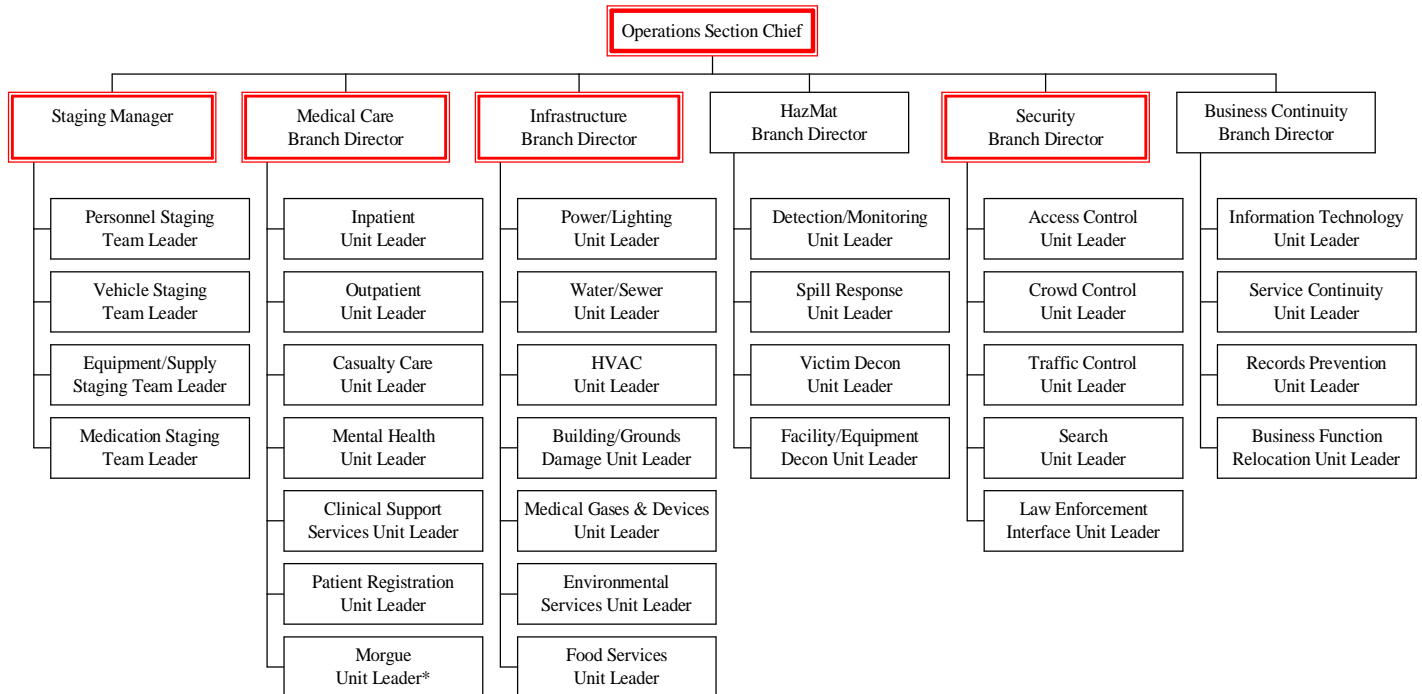 Operations Section Chief
Staging Manager
Medical Care
Branch Director
Infrastructure
Branch Director
HazMat
Branch Director
Security
Branch Director
Business Continuity
Branch Director
Personnel Staging
Team Leader
Vehicle Staging
Team Leader
Equipment/Supply
Staging Team Leader
Medication Staging
Team Leader
Inpatient
Unit Leader
Outpatient
Unit Leader
Casualty Care
Unit Leader
Mental Health
Unit Leader
Clinical Support
Services Unit Leader
Patient Registration
Unit Leader
Morgue
Unit Leader*
Power/Lighting
Unit Leader
Water/Sewer
Unit Leader
HVAC
Unit Leader
Building/Grounds
Damage Unit Leader
Medical Gases & Devices
Unit Leader
Environmental
Services Unit Leader
Food Services
Unit Leader
Detection/Monitoring
Unit Leader
Spill Response
Unit Leader
Victim Decon
Unit Leader
Facility/Equipment
Decon Unit Leader
Access Control
Unit Leader
Crowd Control
Unit Leader
Traffic Control
Unit Leader
Search
Unit Leader
Law Enforcement
Interface Unit Leader
Information Technology
Unit Leader
Service Continuity
Unit Leader
Records Prevention
Unit Leader
Business Function
Relocation Unit Leader